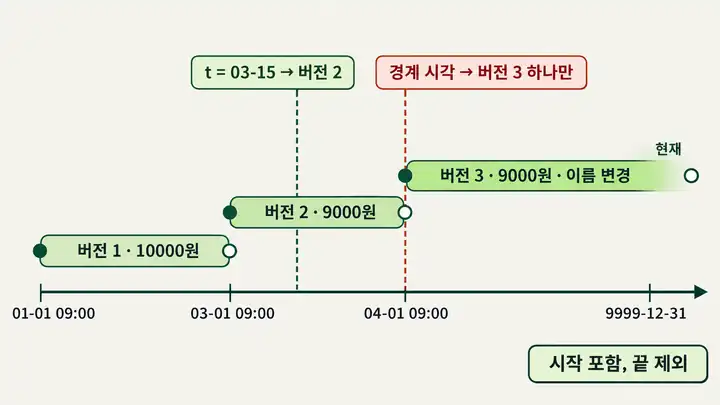 t = 03-15 → 버전 2
경계 시각 → 버전 3 하나만
현재
버전 3 · 9000원 · 이름 변경
버전 2 · 9000원
버전 1 · 10000원
01-01 09:00
03-01 09:00
04-01 09:00
9999-12-31
시작 포함, 끝 제외